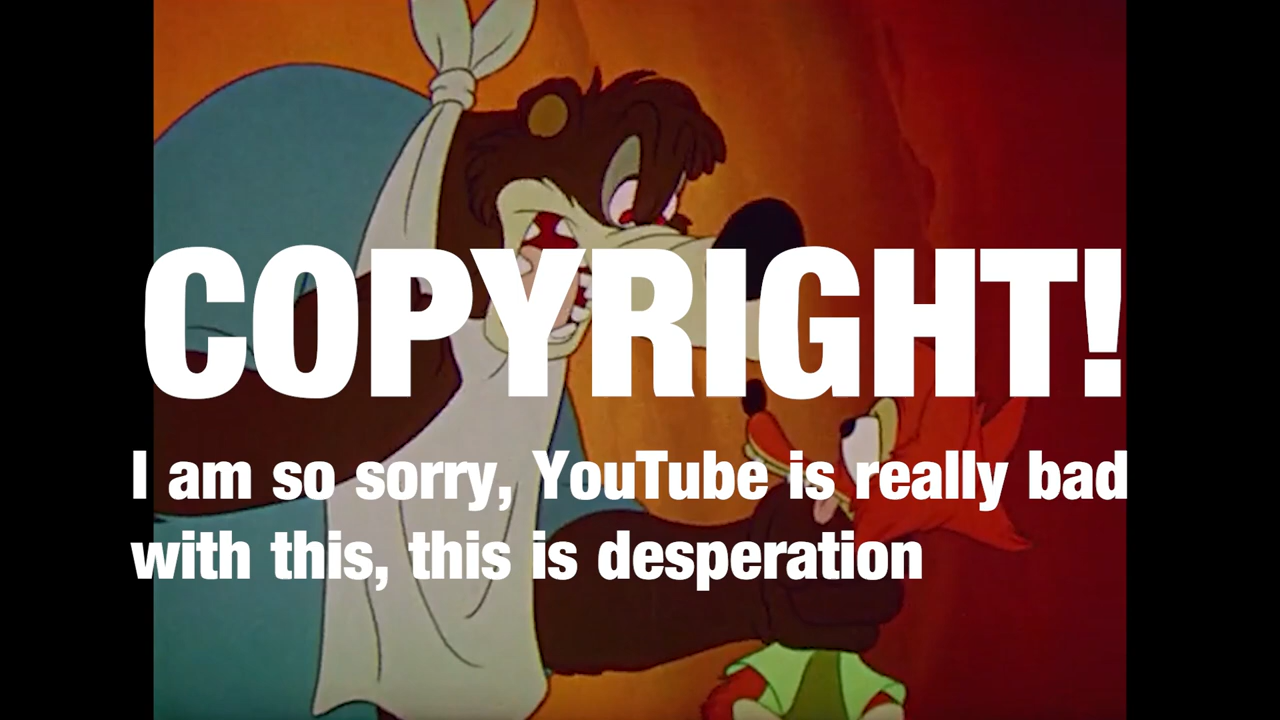 COPYRIGHT!
I am so sorry, YouTube is really bad
with this, this is desperation